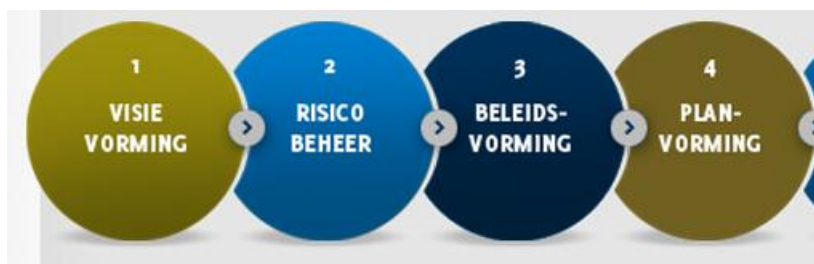 1
VISIE
VORMING
2
RISICO
BEHEER
3
BELEIDS-
VORMING
4
PLAN-
VORMING